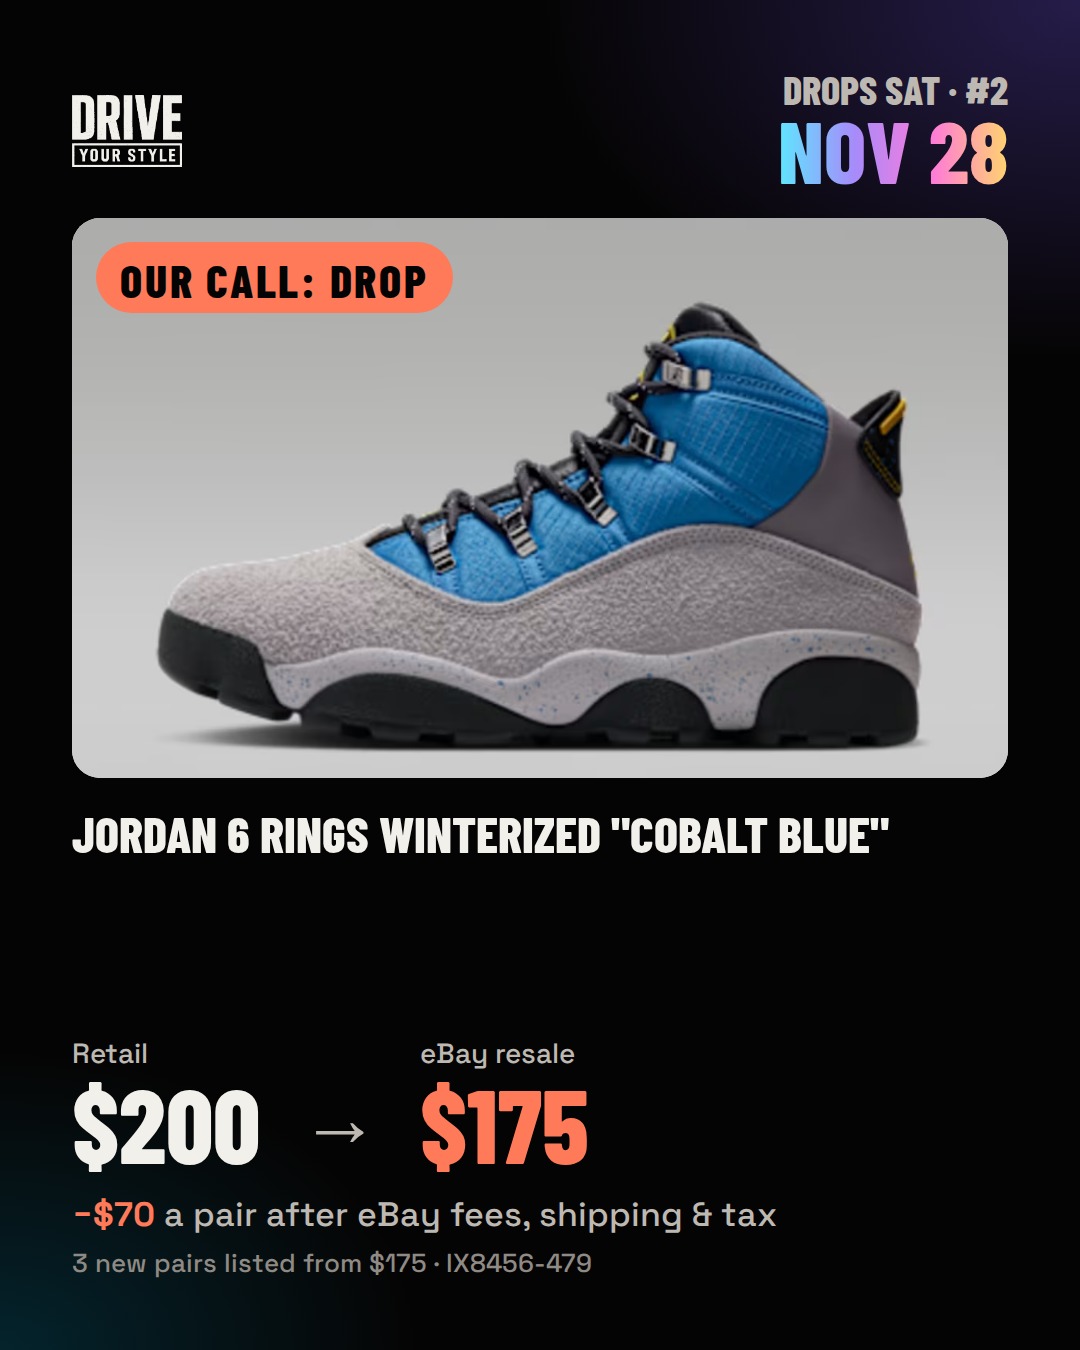 DRIVE
YOUR STYLE
DROPS SAT · #2
NOV 28
OUR CALL: DROP
JORDAN 6 RINGS WINTERIZED "COBALT BLUE"
Retail
eBay resale
$200 → $175
−$70 a pair after eBay fees, shipping & tax
3 new pairs listed from $175 · IX8456-479